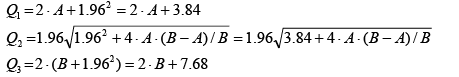 Q₁ = 2·A + 1.96² = 2·A + 3.84
Q₂ = 1.96√(1.96² + 4·A·(B − A)/B) = 1.96√(3.84 + 4·A·(B − A)/B)
Q₃ = 2·(B + 1.96²) = 2·B + 7.68